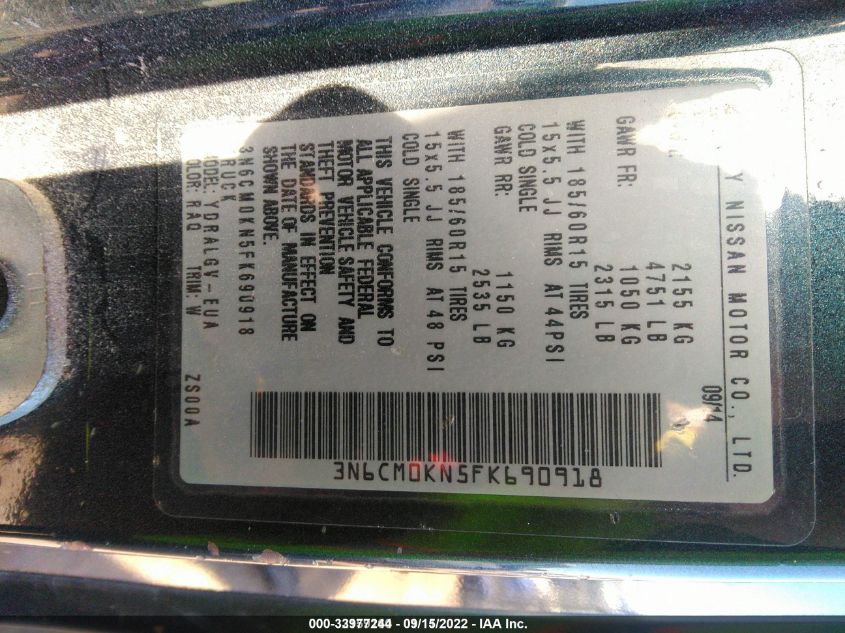 Y NISSAN MOTOR CO., LTD.
09/14
2155 KG
4751 LB
GAWR FR: 1050 KG
2315 LB
WITH 185/60R15 TIRES
15x5.5 JJ RIMS AT 44PSI
COLD SINGLE
GAWR RR: 1150 KG
2535 LB
WITH 185/60R15 TIRES
15x5.5 JJ RIMS AT 48 PSI
COLD SINGLE
THIS VEHICLE CONFORMS TO
ALL APPLICABLE FEDERAL
MOTOR VEHICLE SAFETY AND
THEFT PREVENTION
STANDARDS IN EFFECT ON
THE DATE OF MANUFACTURE
SHOWN ABOVE.
3N6CM0KN5FK690918
RUCK
MODE: YDRALGV-EUA
OLOR: RAQ TRIM: W ZS00A
3N6CM0KN5FK690918
000-33977244 - 09/15/2022 - IAA Inc.